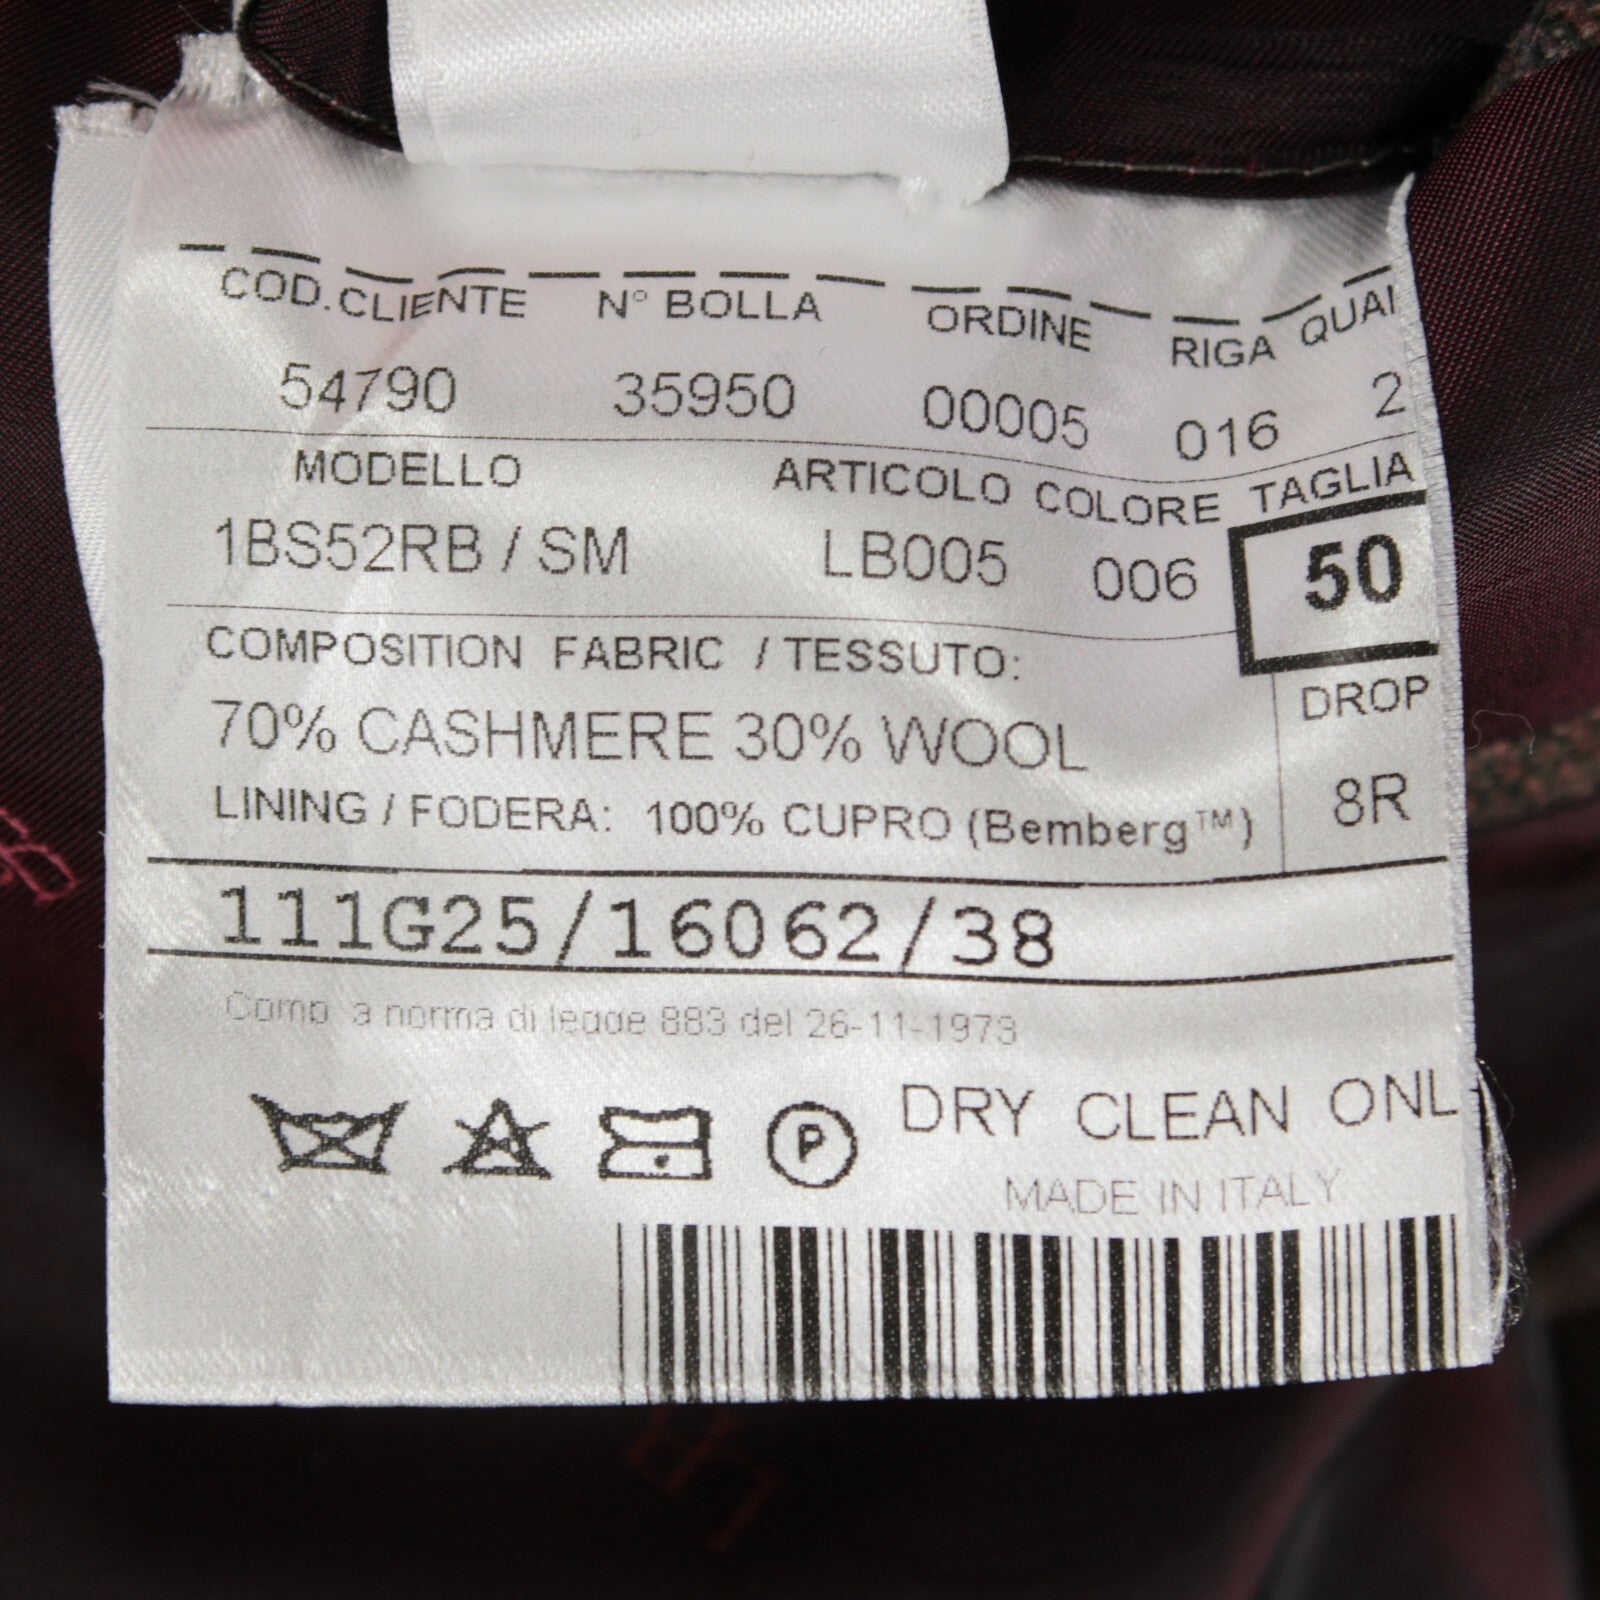 COD.CLIENTE N° BOLLA ORDINE RIGA QUAI
54790 35950 00005 016 2
MODELLO ARTICOLO COLORE TAGLIA
1BS52RB / SM LB005 006 50
COMPOSITION FABRIC / TESSUTO:
DROP
70% CASHMERE 30% WOOL
LINING / FODERA: 100% CUPRO (Bemberg™) 8R
111G25/16062/38
Comp. a norma di legge 883 del 26-11-1973
P DRY CLEAN ONL
MADE IN ITALY